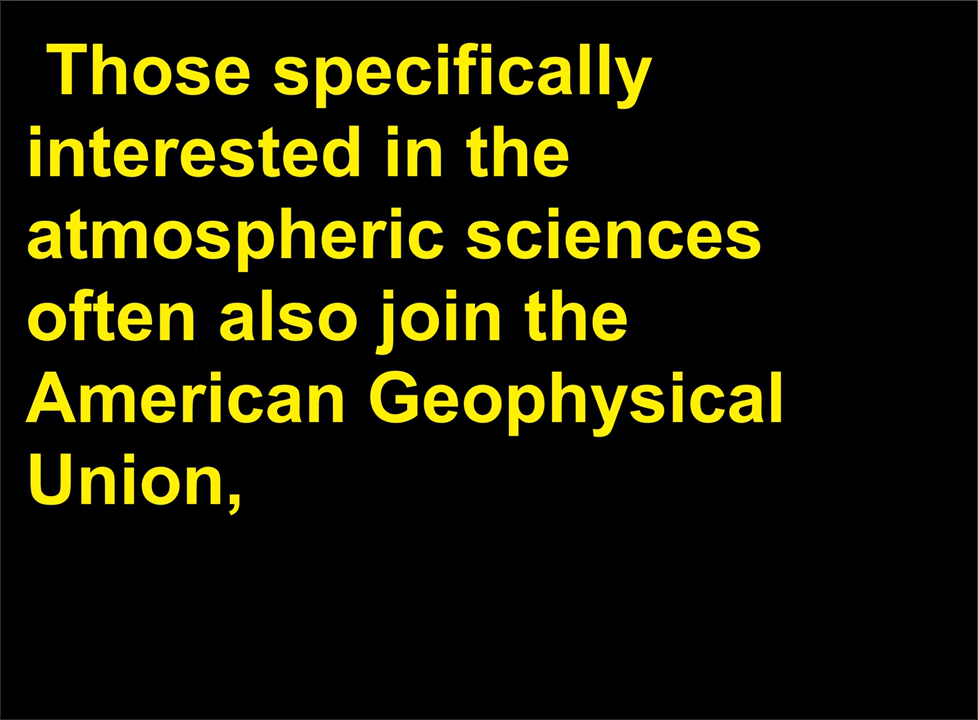 Those specifically
interested in the
atmospheric sciences
often also join the
American Geophysical
Union,